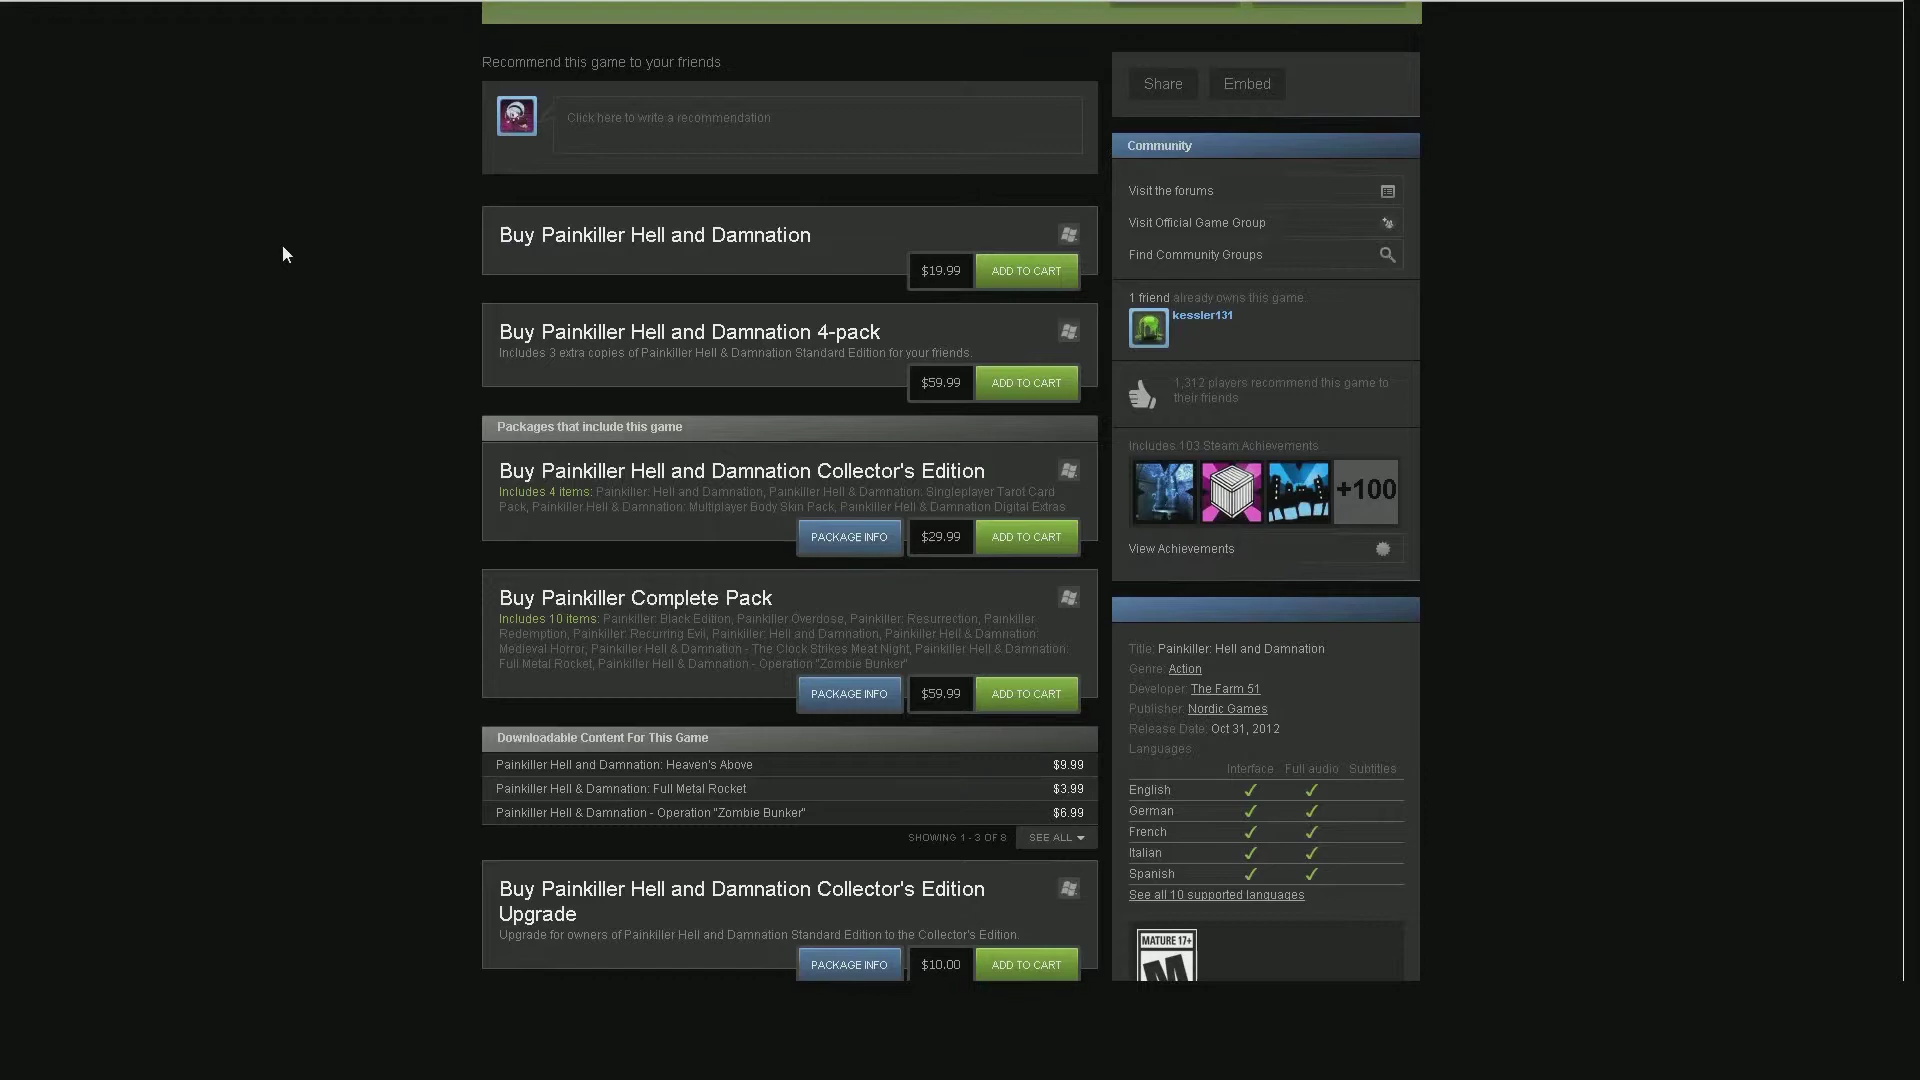 Recommend this game to your friends
Click here to write a recommendation
Buy Painkiller Hell and Damnation
$19.99 ADD TO CART
Buy Painkiller Hell and Damnation 4-pack
Includes 3 extra copies of Painkiller Hell & Damnation Standard Edition for your friends.
$59.99 ADD TO CART
Packages that include this game
Buy Painkiller Hell and Damnation Collector's Edition
Includes 4 items: Painkiller: Hell and Damnation, Painkiller Hell & Damnation: Singleplayer Tarot Card
Pack, Painkiller Hell & Damnation: Multiplayer Body Skin Pack, Painkiller Hell & Damnation Digital Extras
PACKAGE INFO $29.99 ADD TO CART
Buy Painkiller Complete Pack
Includes 10 items: Painkiller: Black Edition, Painkiller Overdose, Painkiller: Resurrection, Painkiller
Redemption, Painkiller: Recurring Evil, Painkiller: Hell and Damnation, Painkiller Hell & Damnation:
Medieval Horror, Painkiller Hell & Damnation - The Clock Strikes Meat Night, Painkiller Hell & Damnation:
Full Metal Rocket, Painkiller Hell & Damnation - Operation "Zombie Bunker"
PACKAGE INFO $59.99 ADD TO CART
Downloadable Content For This Game
Painkiller Hell and Damnation: Heaven's Above $9.99
Painkiller Hell & Damnation: Full Metal Rocket $3.99
Painkiller Hell & Damnation - Operation "Zombie Bunker" $6.99
SHOWING 1 - 3 OF 8 SEE ALL
Buy Painkiller Hell and Damnation Collector's Edition
Upgrade
Upgrade for owners of Painkiller Hell and Damnation Standard Edition to the Collector's Edition.
PACKAGE INFO $10.00 ADD TO CART
Share Embed
Community
Visit the forums
Visit Official Game Group
Find Community Groups
1 friend already owns this game:
kessler131
1,312 players recommend this game to
their friends
Includes 103 Steam Achievements
+100
View Achievements
Title: Painkiller: Hell and Damnation
Genre: Action
Developer: The Farm 51
Publisher: Nordic Games
Release Date: Oct 31, 2012
Languages:
Interface Full audio Subtitles
English
German
French
Italian
Spanish
See all 10 supported languages
MATURE 17+
M